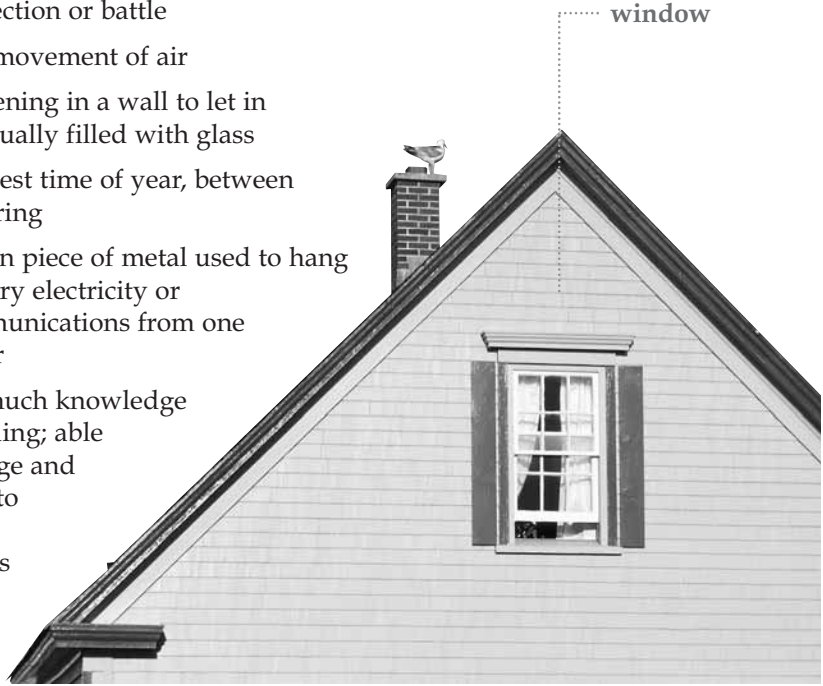 ection or battle
movement of air
ening in a wall to let in
ually filled with glass
est time of year, between
ring
n piece of metal used to hang
ry electricity or
munications from one
r
nuch knowledge
ing; able
ge and
to
s
window